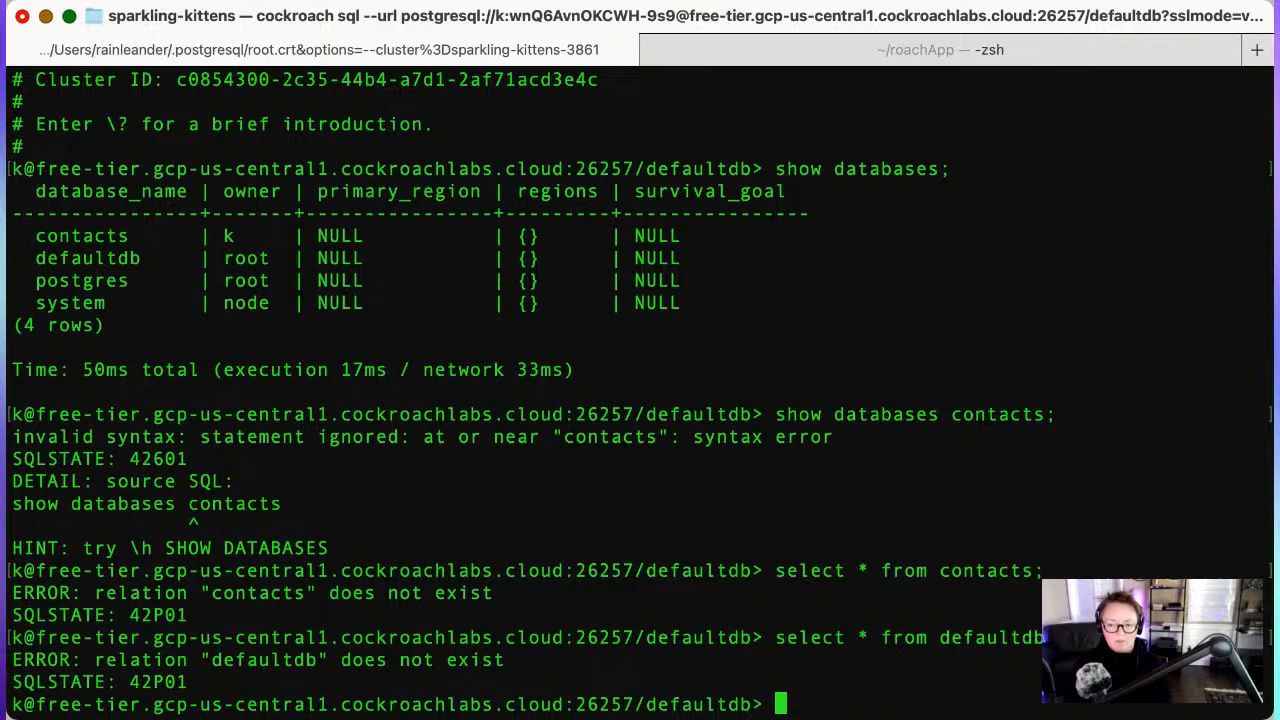 sparkling-kittens — cockroach sql --url postgresql://k:wnQ6AvnOKCWH-9s9@free-tier.gcp-us-central1.cockroachlabs.cloud:26257/defaultdb?sslmode=v...
.../Users/rainleander/.postgresql/root.crt&options=--cluster%3Dsparkling-kittens-3861
~/roachApp — -zsh
+
# Cluster ID: c0854300-2c35-44b4-a7d1-2af71acd3e4c
#
# Enter \? for a brief introduction.
#
[k@free-tier.gcp-us-central1.cockroachlabs.cloud:26257/defaultdb> show databases; ]
database_name | owner | primary_region | regions | survival_goal
----------------+-------+----------------+---------+----------------
contacts | k | NULL | {} | NULL
defaultdb | root | NULL | {} | NULL
postgres | root | NULL | {} | NULL
system | node | NULL | {} | NULL
(4 rows)
Time: 50ms total (execution 17ms / network 33ms)
[k@free-tier.gcp-us-central1.cockroachlabs.cloud:26257/defaultdb> show databases contacts; ]
invalid syntax: statement ignored: at or near "contacts": syntax error
SQLSTATE: 42601
DETAIL: source SQL:
show databases contacts
^
HINT: try \h SHOW DATABASES
[k@free-tier.gcp-us-central1.cockroachlabs.cloud:26257/defaultdb> select * from contacts; ]
ERROR: relation "contacts" does not exist
SQLSTATE: 42P01
[k@free-tier.gcp-us-central1.cockroachlabs.cloud:26257/defaultdb> select * from defaultdb
ERROR: relation "defaultdb" does not exist
SQLSTATE: 42P01
k@free-tier.gcp-us-central1.cockroachlabs.cloud:26257/defaultdb>